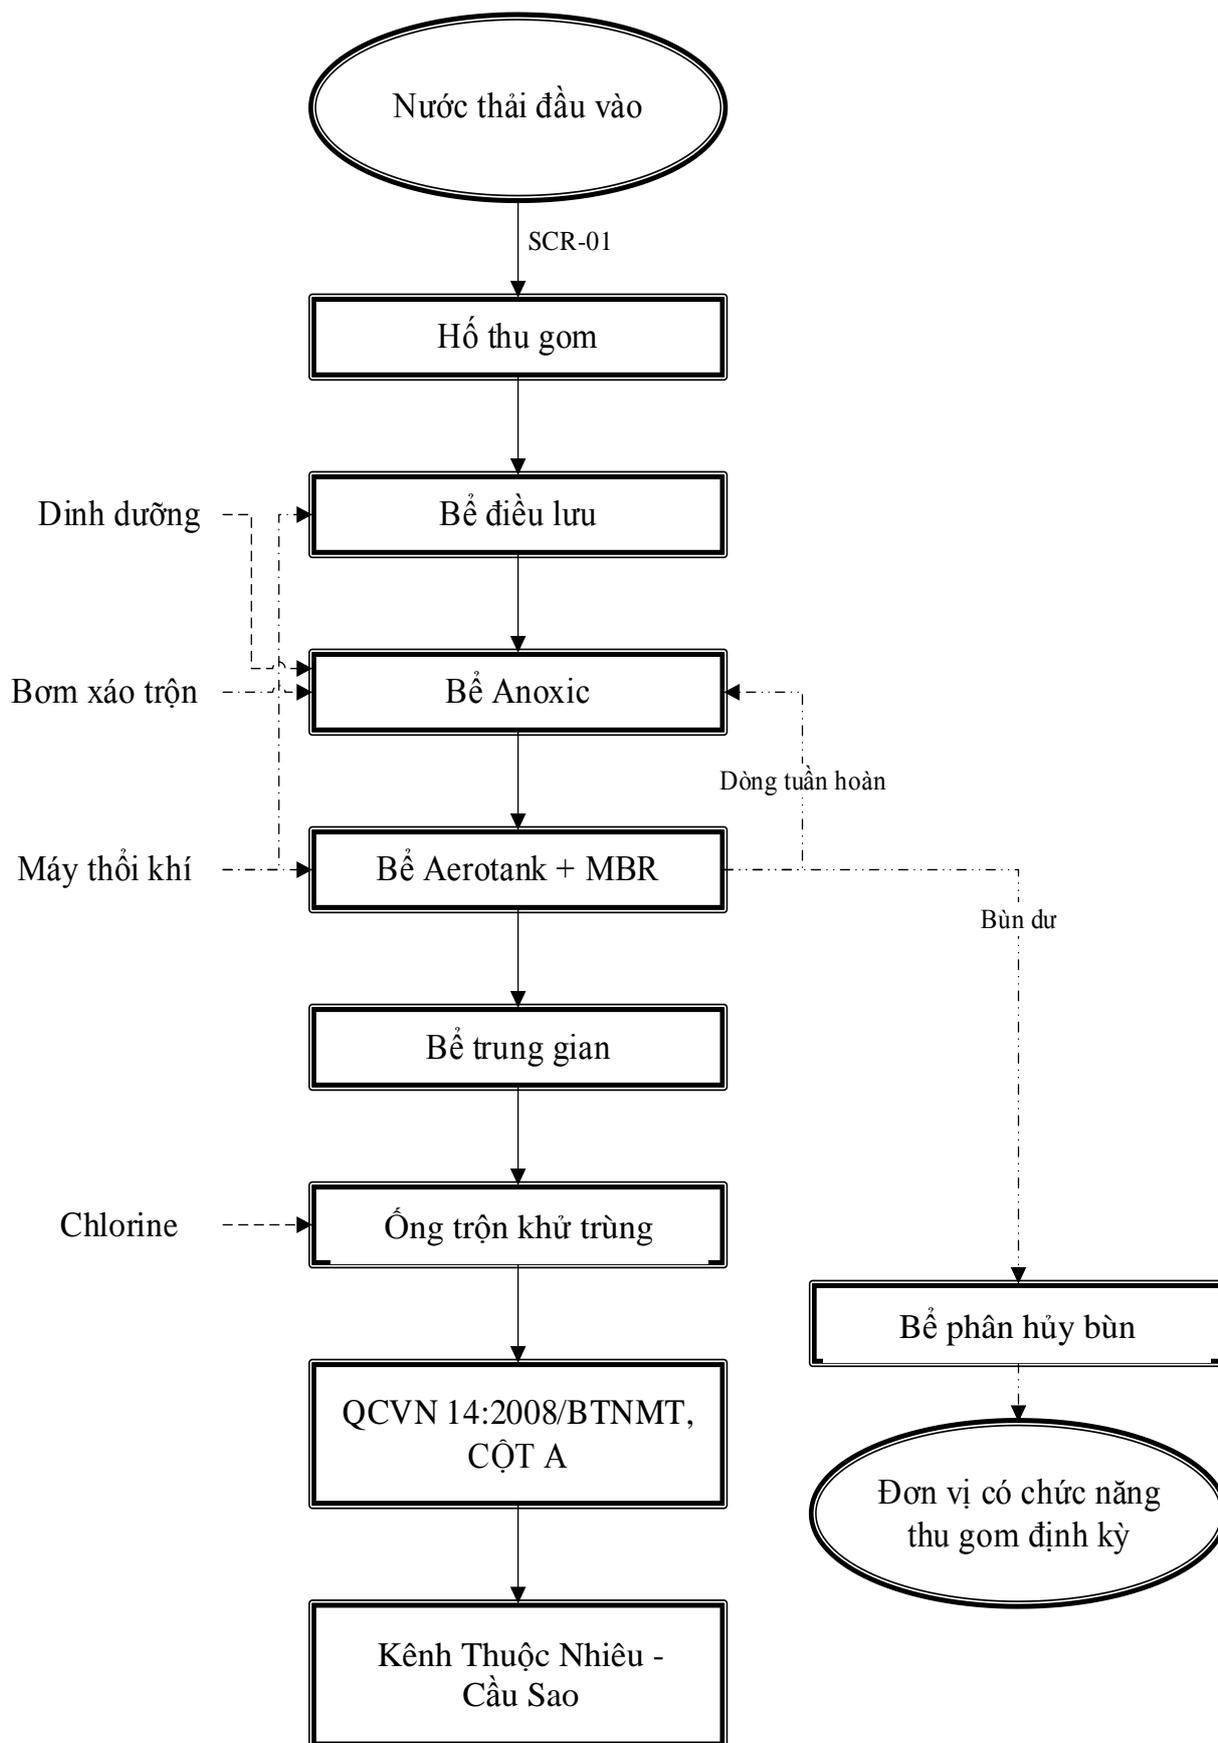 Nước thải đầu vào
SCR-01
Hố thu gom
Dinh dưỡng
Bể điều lưu
Bơm xáo trộn
Bể Anoxic
Dòng tuần hoàn
Máy thổi khí
Bể Aerotank + MBR
Bùn dư
Bể trung gian
Chlorine
Ống trộn khử trùng
Bể phân hủy bùn
QCVN 14:2008/BTNMT,
CỘT A
Đơn vị có chức năng
thu gom định kỳ
Kênh Thuộc Nhiêu -
Cầu Sao